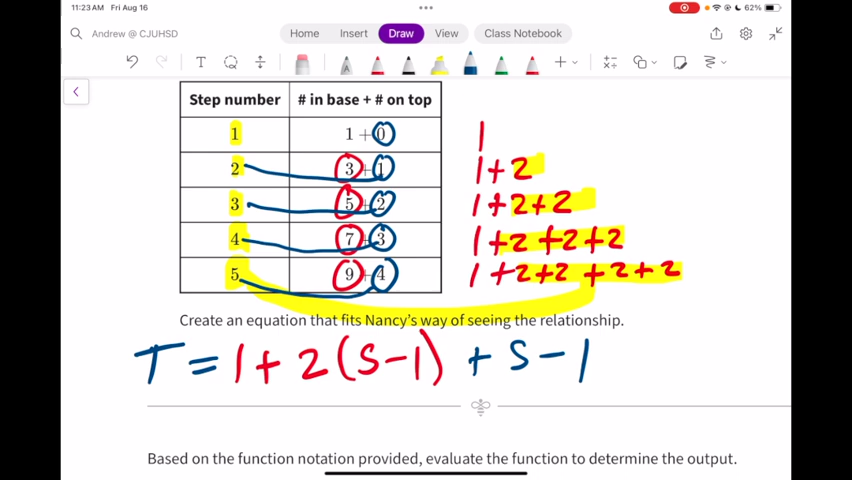 11:23 AM Fri Aug 16
62%
Andrew @ CJUHSD
Home Insert Draw View Class Notebook
Step number # in base + # on top
1 1 + 0 1
2 3 + 1 1 + 2
3 5 + 2 1 + 2 + 2
4 7 + 3 1 + 2 + 2 + 2
5 9 + 4 1 + 2 + 2 + 2 + 2
Create an equation that fits Nancy's way of seeing the relationship.
T = 1 + 2 (S - 1) + S - 1
Based on the function notation provided, evaluate the function to determine the output.